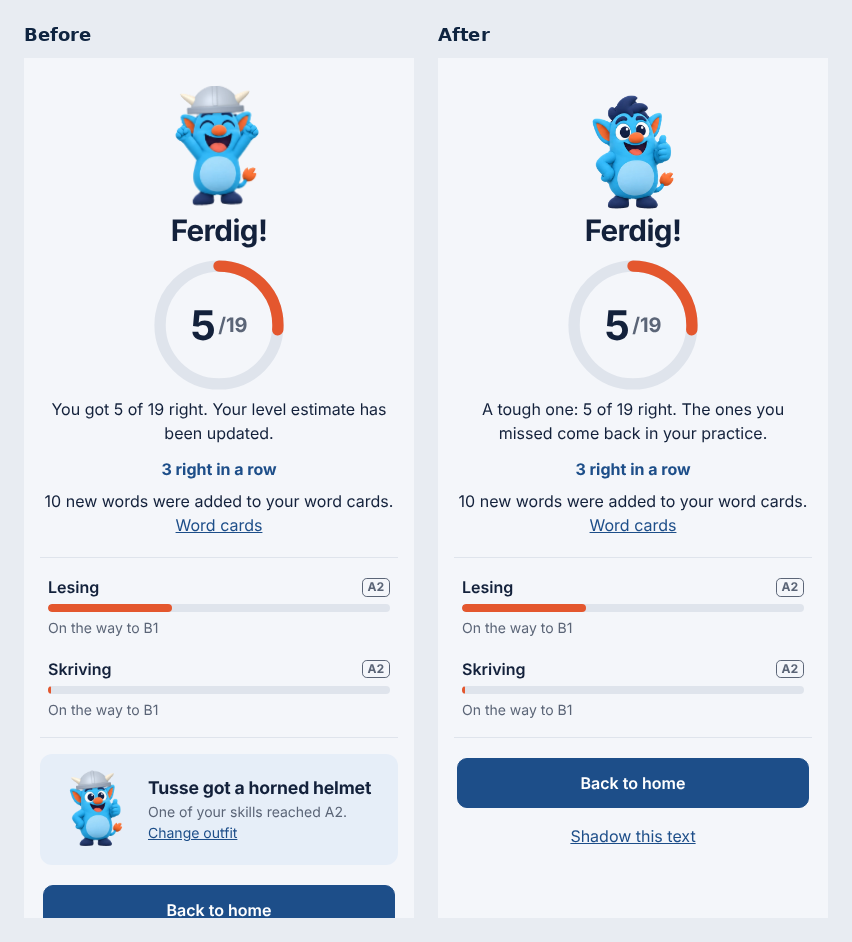 Before
Ferdig!
5/19
You got 5 of 19 right. Your level estimate has
been updated.
3 right in a row
10 new words were added to your word cards.
Word cards
Lesing A2
On the way to B1
Skriving A2
On the way to B1
Tusse got a horned helmet
One of your skills reached A2.
Change outfit
Back to home
After
Ferdig!
5/19
A tough one: 5 of 19 right. The ones you
missed come back in your practice.
3 right in a row
10 new words were added to your word cards.
Word cards
Lesing A2
On the way to B1
Skriving A2
On the way to B1
Back to home
Shadow this text